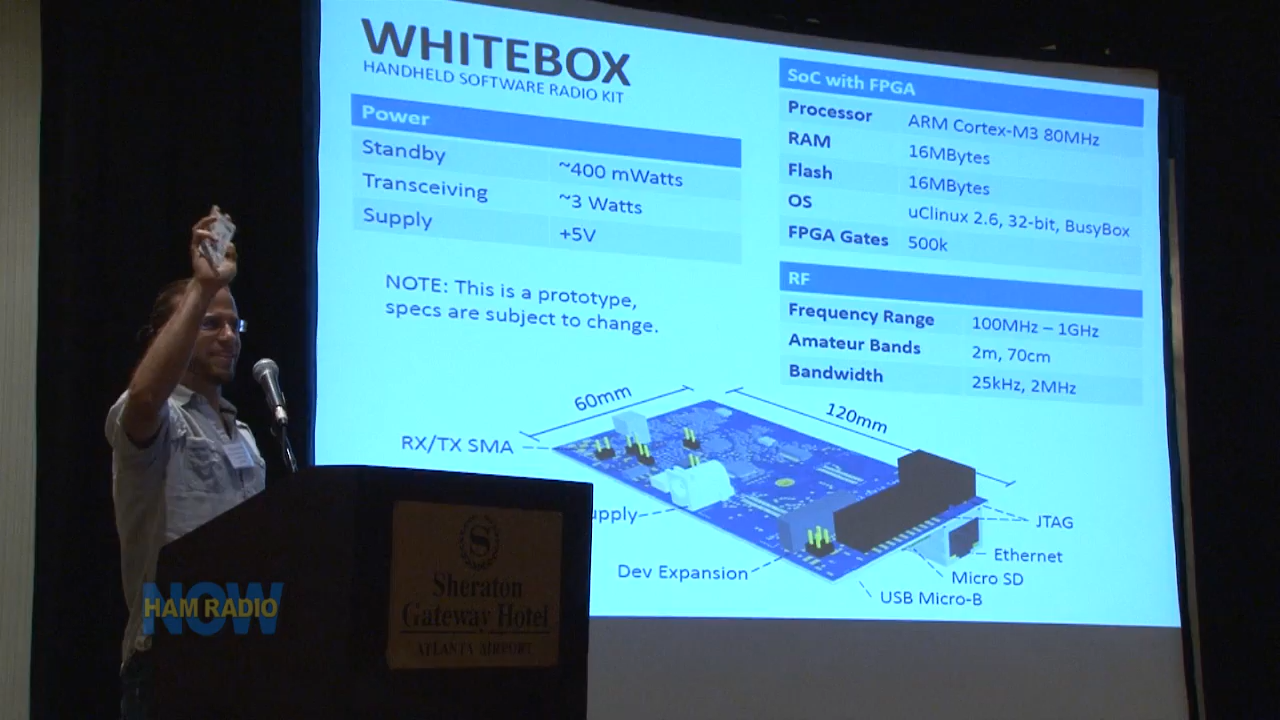 WHITEBOX
HANDHELD SOFTWARE RADIO KIT
Power
Standby ~400 mWatts
Transceiving ~3 Watts
Supply +5V
NOTE: This is a prototype,
specs are subject to change.
SoC with FPGA
Processor ARM Cortex-M3 80MHz
RAM 16MBytes
Flash 16MBytes
OS uClinux 2.6, 32-bit, BusyBox
FPGA Gates 500k
RF
Frequency Range 100MHz – 1GHz
Amateur Bands 2m, 70cm
Bandwidth 25kHz, 2MHz
60mm
120mm
RX/TX SMA
upply
Dev Expansion
JTAG
Ethernet
Micro SD
USB Micro-B
S
Sheraton
Gateway Hotel
ATLANTA AIRPORT
HAM RADIO
NOW